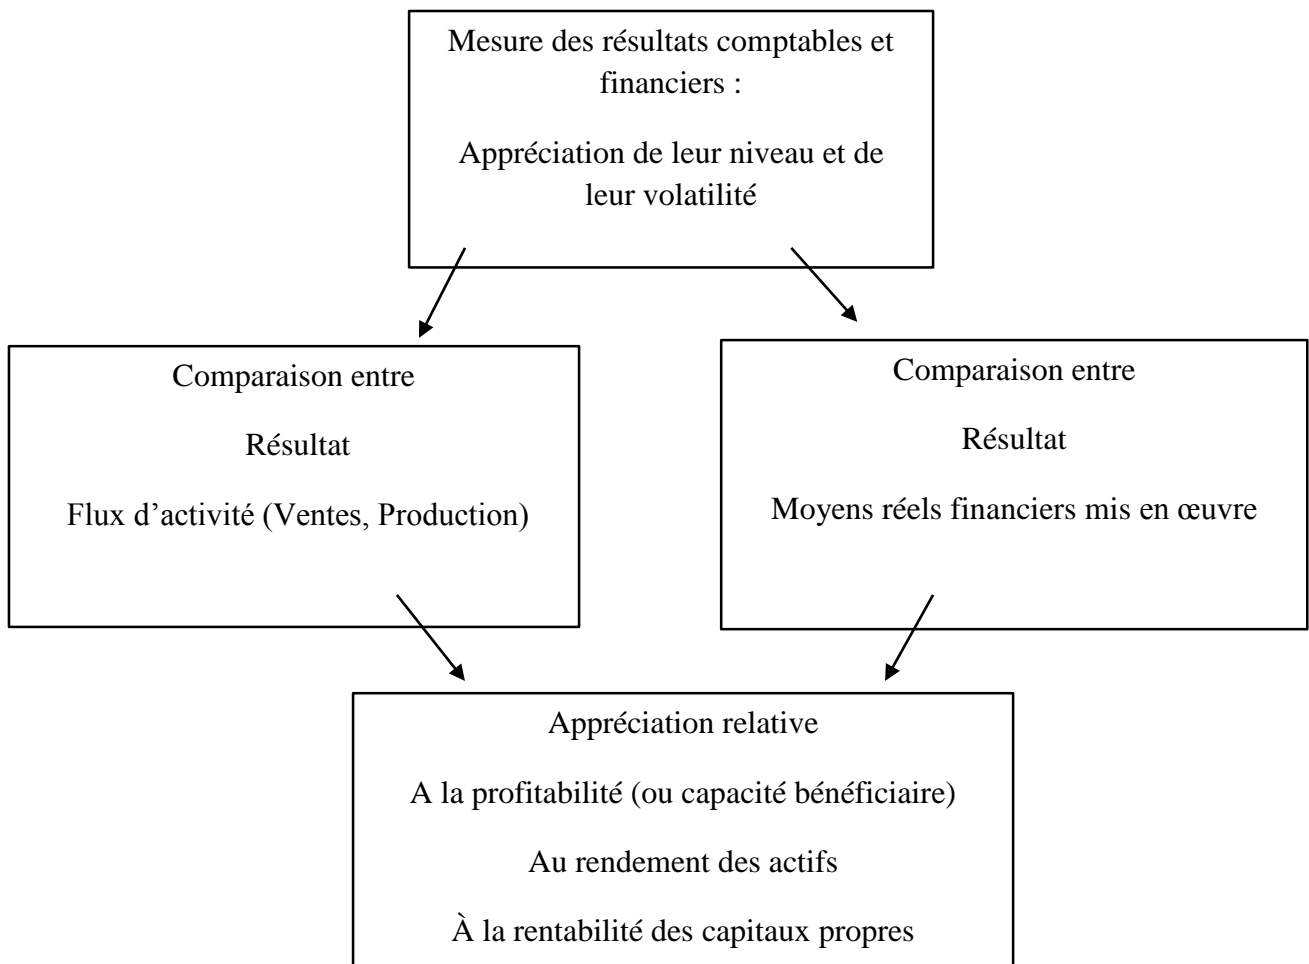 Mesure des résultats comptables et
financiers :
Appréciation de leur niveau et de
leur volatilité
Comparaison entre
Résultat
Flux d’activité (Ventes, Production)
Comparaison entre
Résultat
Moyens réels financiers mis en œuvre
Appréciation relative
A la profitabilité (ou capacité bénéficiaire)
Au rendement des actifs
À la rentabilité des capitaux propres